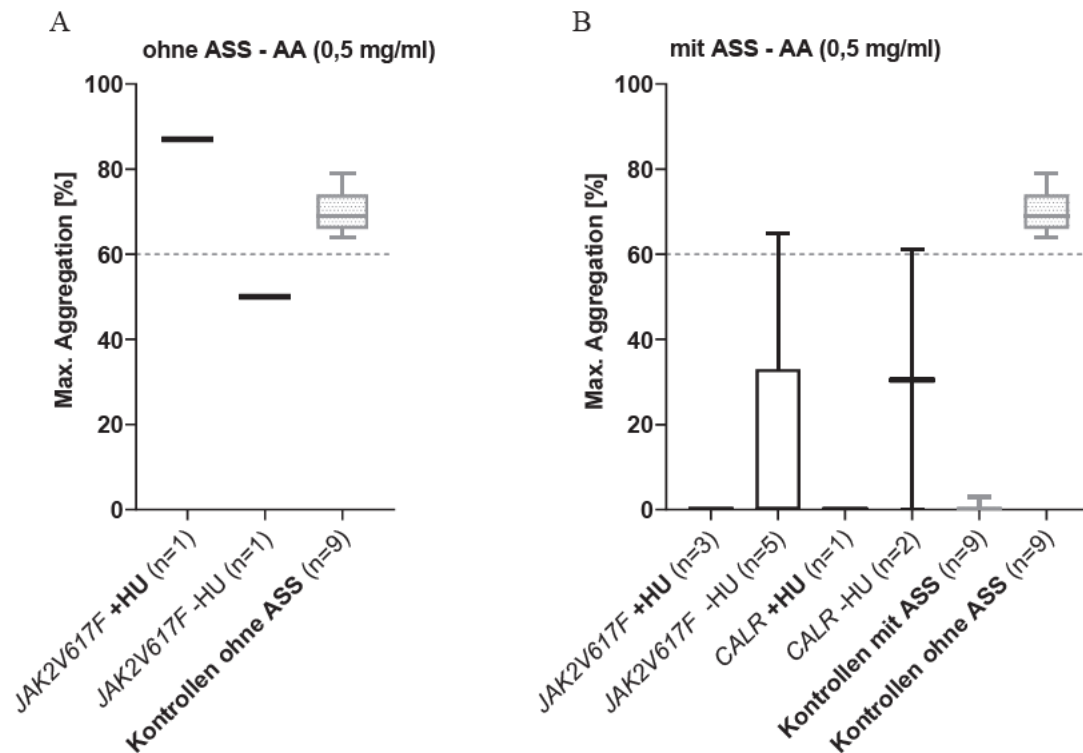 A
ohne ASS - AA (0,5 mg/ml)
Max. Aggregation [%]
100
80
60
40
20
0
JAK2V617F +HU (n=1)
JAK2V617F -HU (n=1)
Kontrollen ohne ASS (n=9)
B
mit ASS - AA (0,5 mg/ml)
Max. Aggregation [%]
100
80
60
40
20
0
JAK2V617F +HU (n=3)
JAK2V617F -HU (n=5)
CALR +HU (n=1)
CALR -HU (n=2)
Kontrollen mit ASS (n=9)
Kontrollen ohne ASS (n=9)